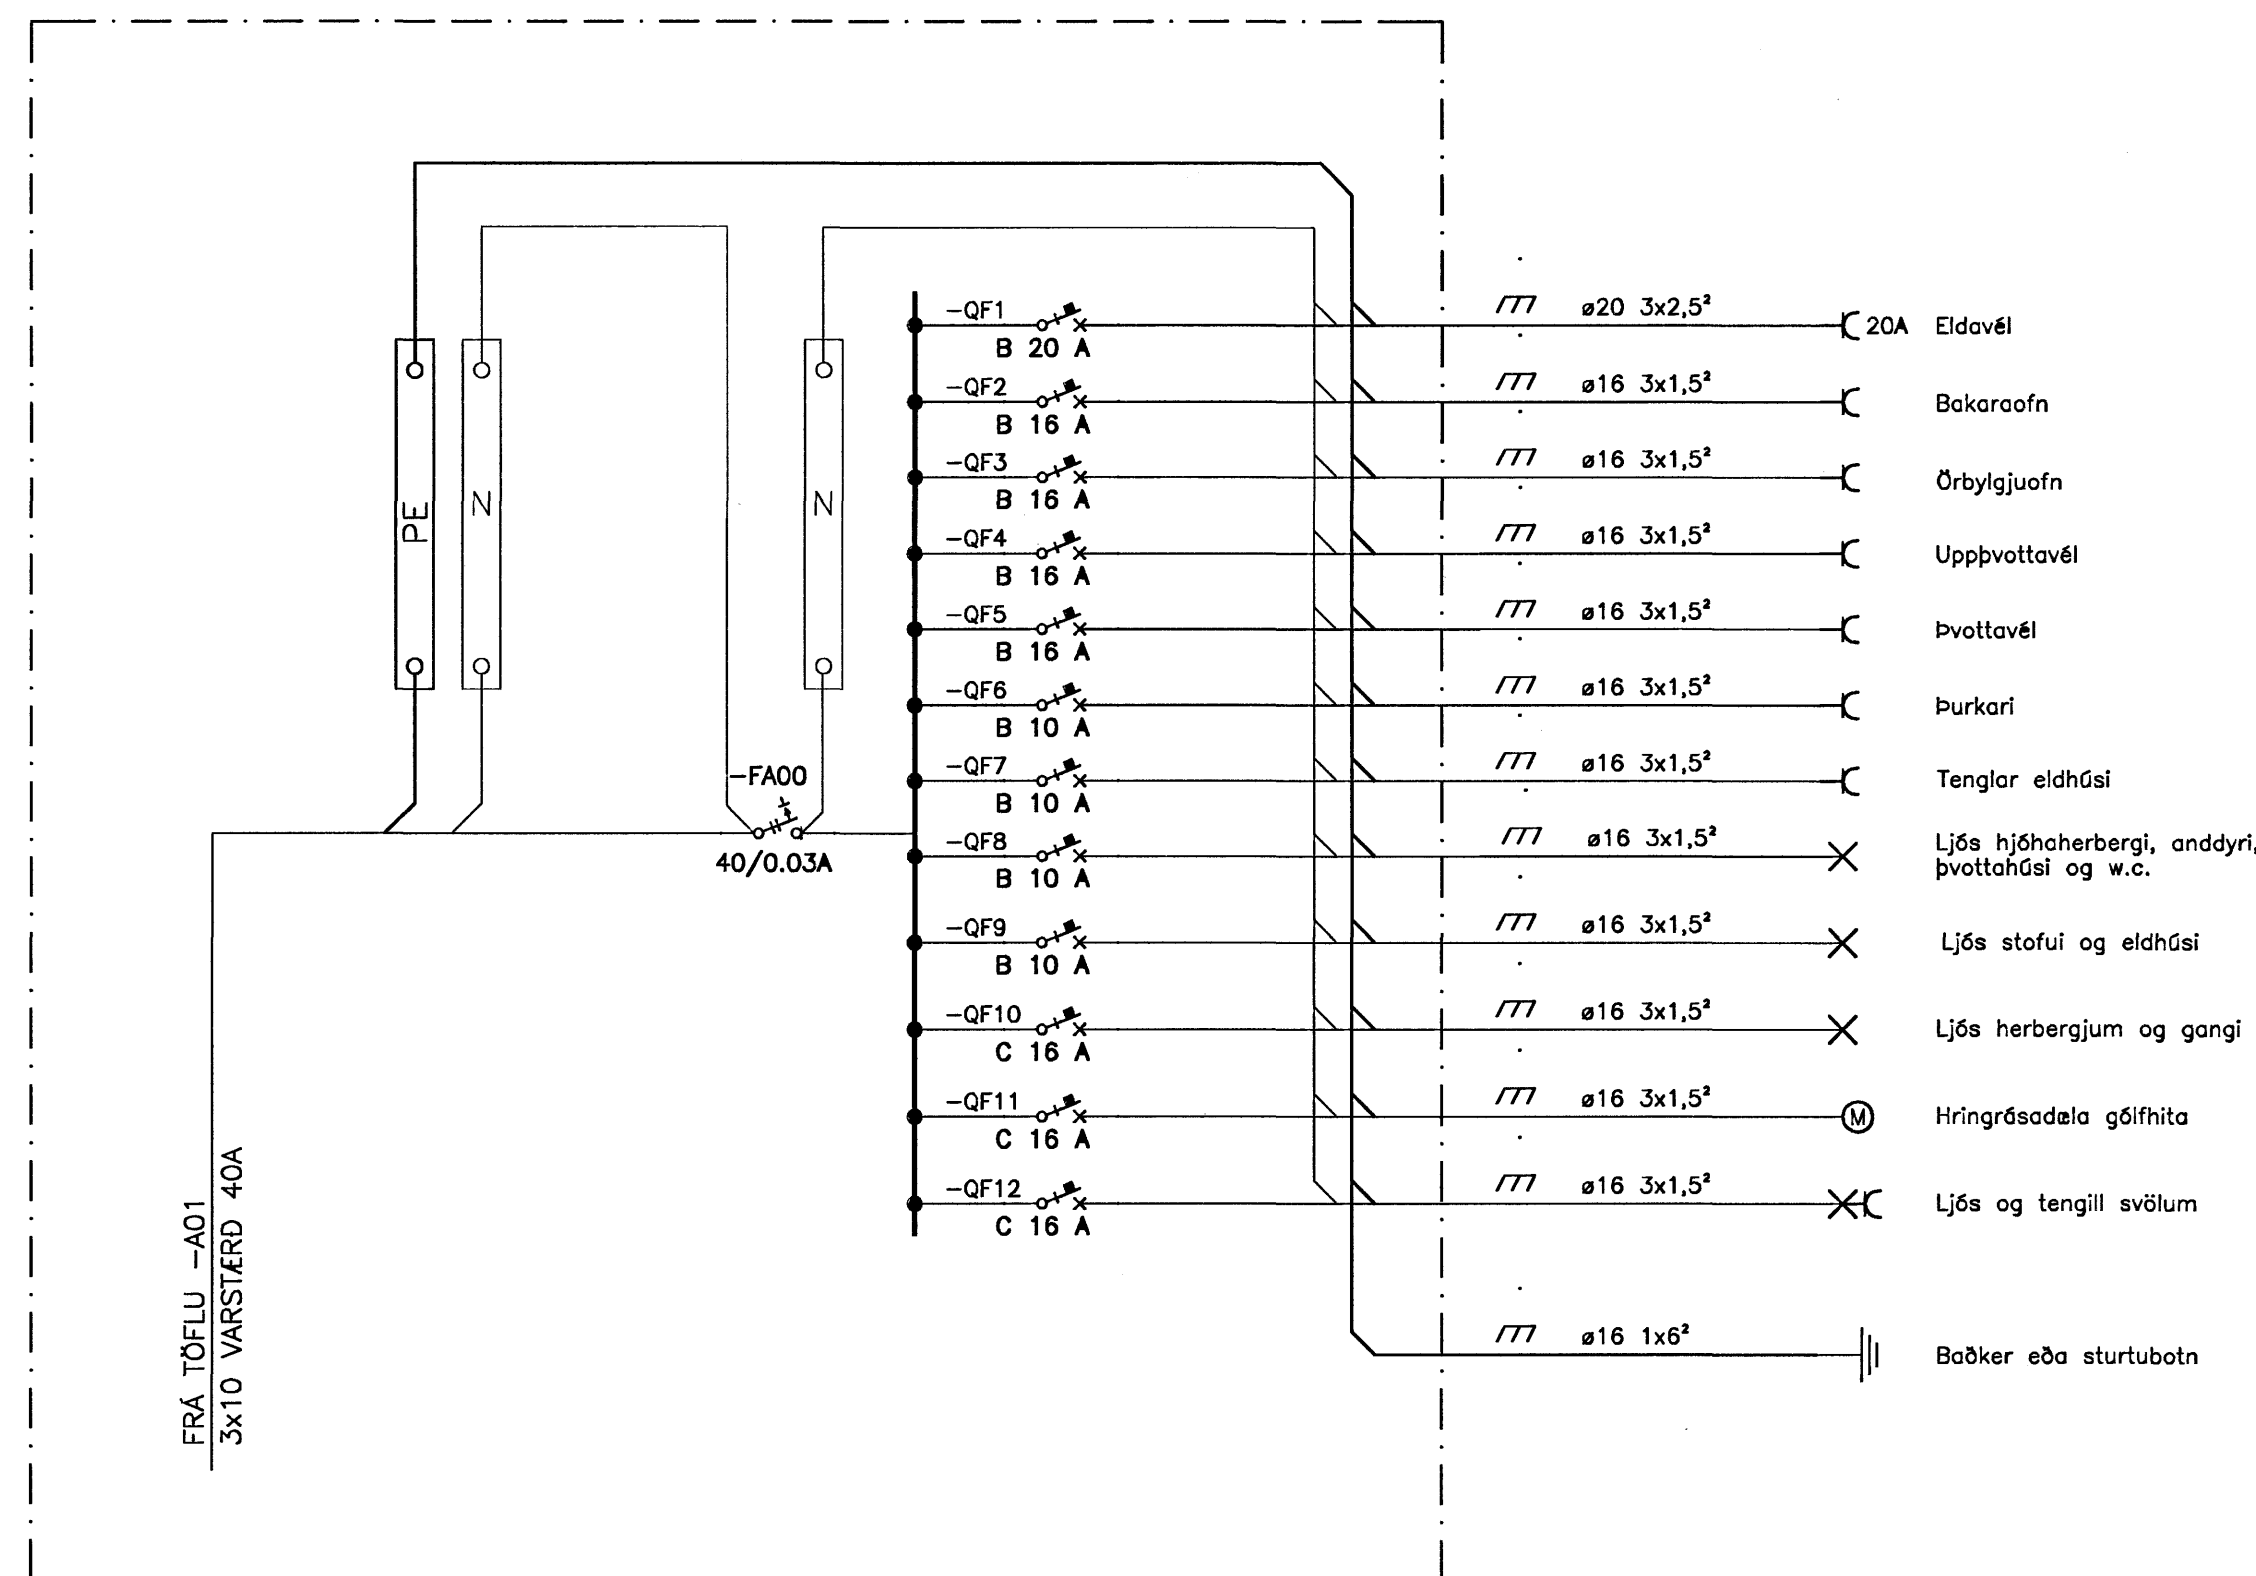 PE
N
N
-FA00
40/0.03A
FRÁ TÖFLU -A01
3x10 VARSTÆRÐ 40A
-QF1
B 20 A
ø20 3x2,5²
20A Eldavél
-QF2
B 16 A
ø16 3x1,5²
Bakaraofn
-QF3
B 16 A
ø16 3x1,5²
Örbylgjuofn
-QF4
B 16 A
ø16 3x1,5²
Uppþvottavél
-QF5
B 16 A
ø16 3x1,5²
Þvottavél
-QF6
B 10 A
ø16 3x1,5²
Þurkari
-QF7
B 10 A
ø16 3x1,5²
Tenglar eldhúsi
-QF8
B 10 A
ø16 3x1,5²
Ljós hjóhaherbergi, anddyri,
þvottahúsi og w.c.
-QF9
B 10 A
ø16 3x1,5²
Ljós stofui og eldhúsi
-QF10
C 16 A
ø16 3x1,5²
Ljós herbergjum og gangi
-QF11
C 16 A
ø16 3x1,5²
M
Hringrásadæla gólfhita
-QF12
C 16 A
ø16 3x1,5²
Ljós og tengill svölum
ø16 1x6²
Baðker eða sturtubotn